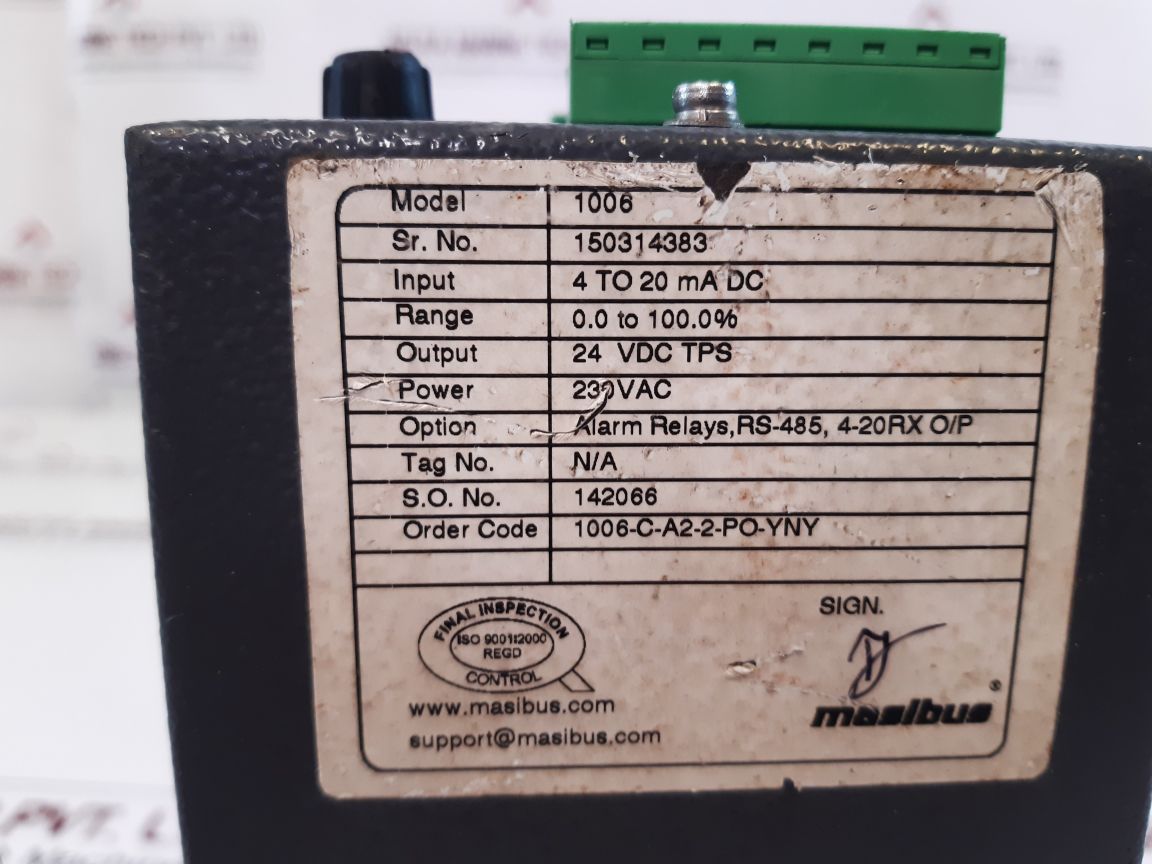 Model 1006
Sr. No. 150314383
Input 4 TO 20 mA DC
Range 0.0 to 100.0%
Output 24 VDC TPS
Power 230VAC
Option Alarm Relays,RS-485, 4-20RX O/P
Tag No. N/A
S.O. No. 142066
Order Code 1006-C-A2-2-PO-YNY
FINAL INSPECTION
ISO 9001:2000
REGD
CONTROL
SIGN.
www.masibus.com
masibus®
support@masibus.com
PVT. L